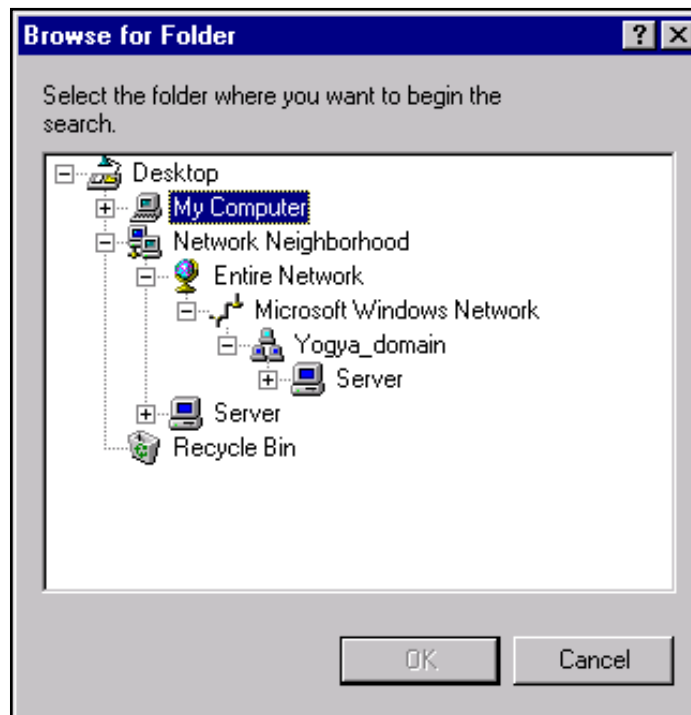 Browse for Folder
Select the folder where you want to begin the
search.
Desktop
My Computer
Network Neighborhood
Entire Network
Microsoft Windows Network
Yogya_domain
Server
Server
Recycle Bin
OK Cancel